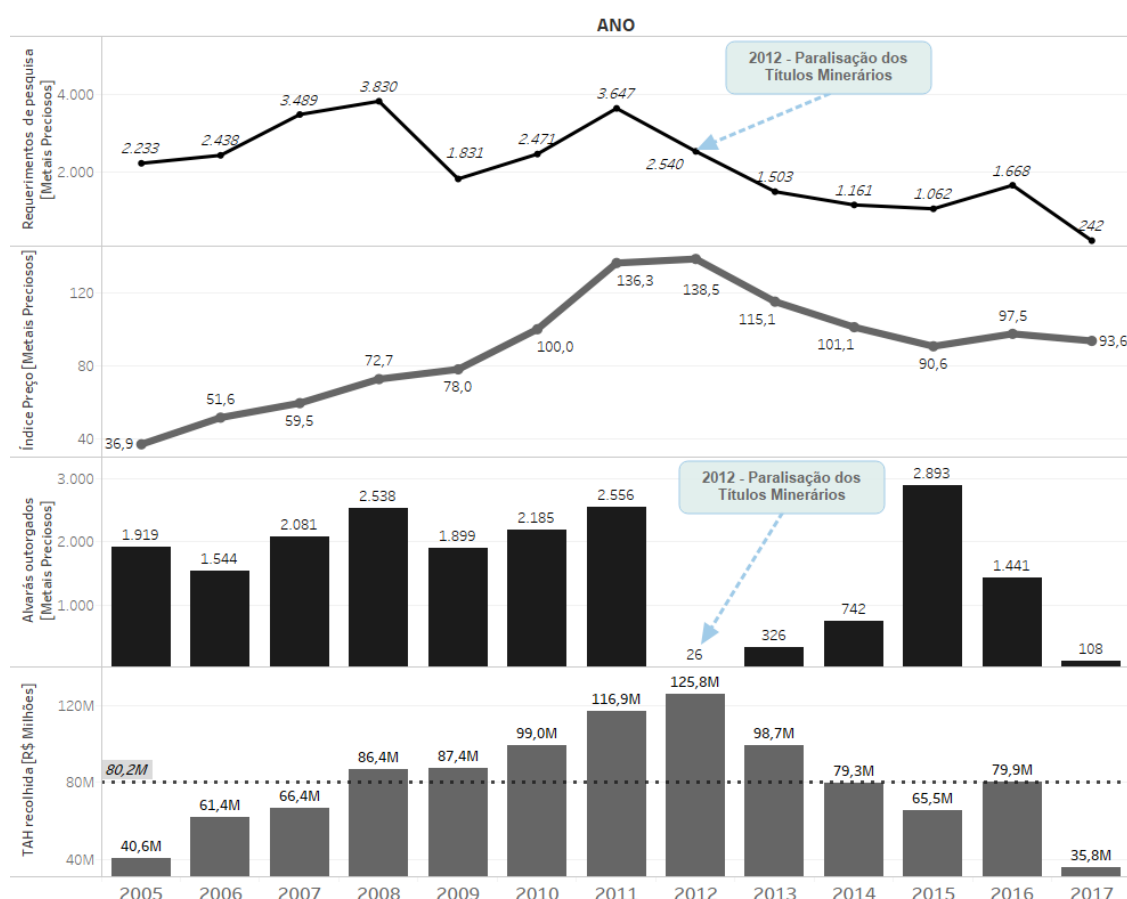 ANO
Requerimentos de pesquisa
[Metais Preciosos]
4.000
2.000
2.233
2.438
3.489
3.830
1.831
2.471
3.647
2.540
1.503
1.161
1.062
1.668
242
2012 - Paralisação dos
Títulos Minerários
Índice Preço [Metais Preciosos]
120
80
40
36,9
51,6
59,5
72,7
78,0
100,0
136,3
138,5
115,1
101,1
90,6
97,5
93,6
Alvarás outorgados
[Metais Preciosos]
3.000
2.000
1.000
1.919
1.544
2.081
2.538
1.899
2.185
2.556
26
326
742
2.893
1.441
108
2012 - Paralisação dos
Títulos Minerários
TAH recolhida [R$ Milhões]
120M
80M
40M
80,2M
40,6M
61,4M
66,4M
86,4M
87,4M
99,0M
116,9M
125,8M
98,7M
79,3M
65,5M
79,9M
35,8M
2005 2006 2007 2008 2009 2010 2011 2012 2013 2014 2015 2016 2017